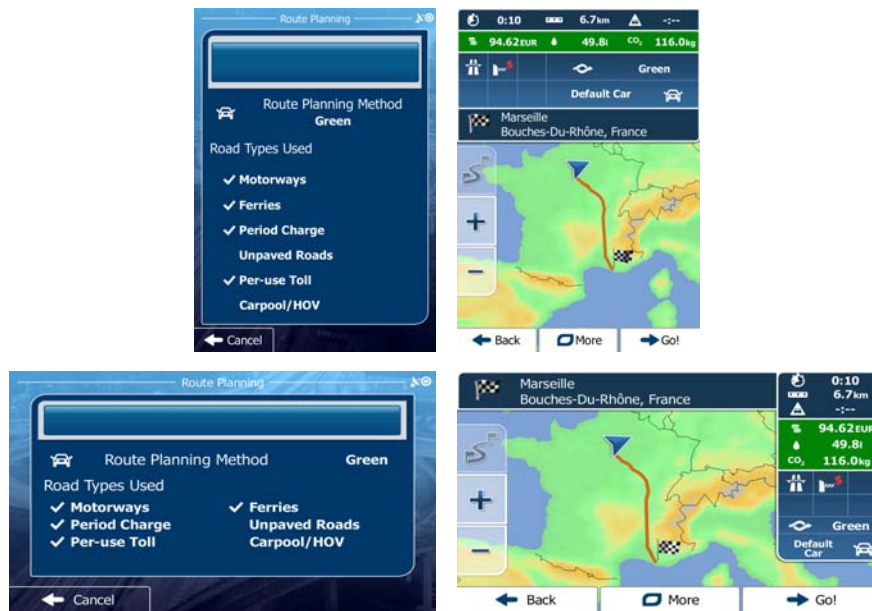 Route Planning
Route Planning Method
Green
Road Types Used
Motorways
Ferries
Period Charge
Unpaved Roads
Per-use Toll
Carpool/HOV
Cancel
0:10 6.7km -:--
94.62EUR 49.8l CO₂ 116.0kg
Green
Default Car
Marseille
Bouches-Du-Rhône, France
Back More Go!
Route Planning
Route Planning Method Green
Road Types Used
Motorways Ferries
Period Charge Unpaved Roads
Per-use Toll Carpool/HOV
Cancel
Marseille
Bouches-Du-Rhône, France
0:10
6.7km
-:--
94.62EUR
49.8l
CO₂ 116.0kg
Green
Default
Car
Back More Go!